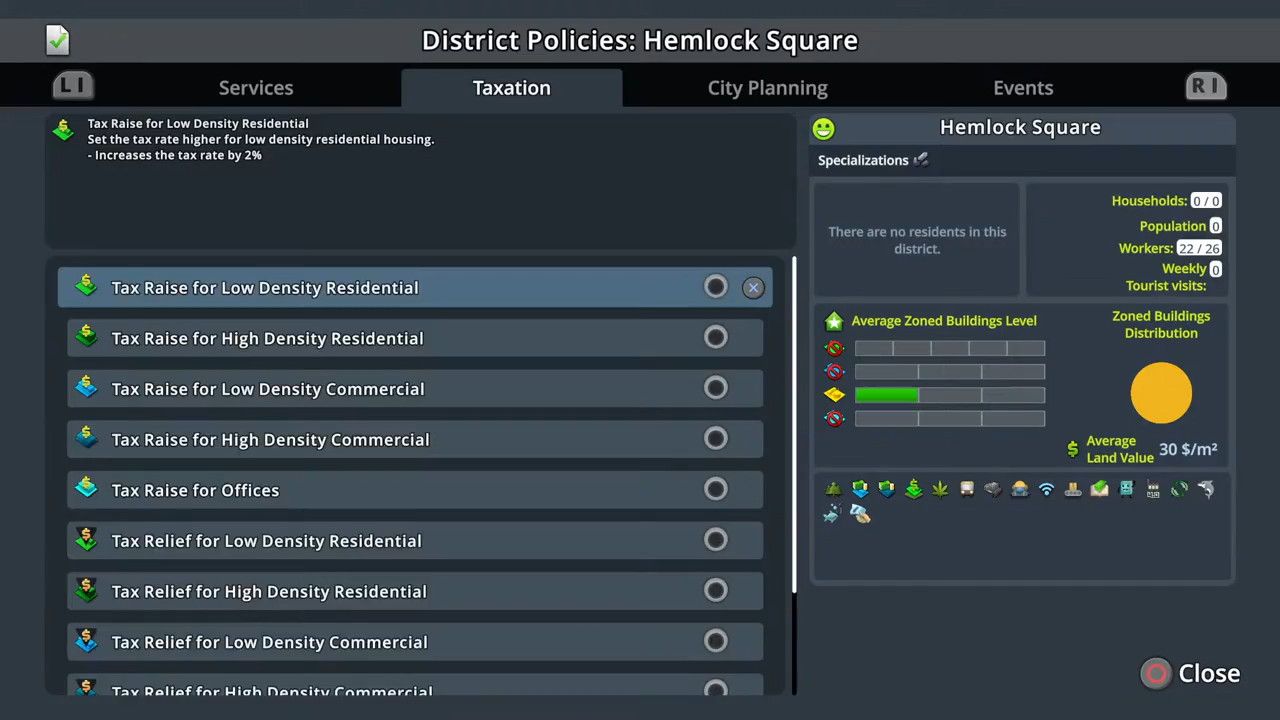 District Policies: Hemlock Square
L1
Services
Taxation
City Planning
Events
R1
Tax Raise for Low Density Residential
Set the tax rate higher for low density residential housing.
- Increases the tax rate by 2%
Tax Raise for Low Density Residential
Tax Raise for High Density Residential
Tax Raise for Low Density Commercial
Tax Raise for High Density Commercial
Tax Raise for Offices
Tax Relief for Low Density Residential
Tax Relief for High Density Residential
Tax Relief for Low Density Commercial
Tax Relief for High Density Commercial
Hemlock Square
Specializations
There are no residents in this
district.
Households: 0 / 0
Population 0
Workers: 22 / 26
Weekly 0
Tourist visits:
Average Zoned Buildings Level
Zoned Buildings
Distribution
Average
Land Value 30 $/m²
Close